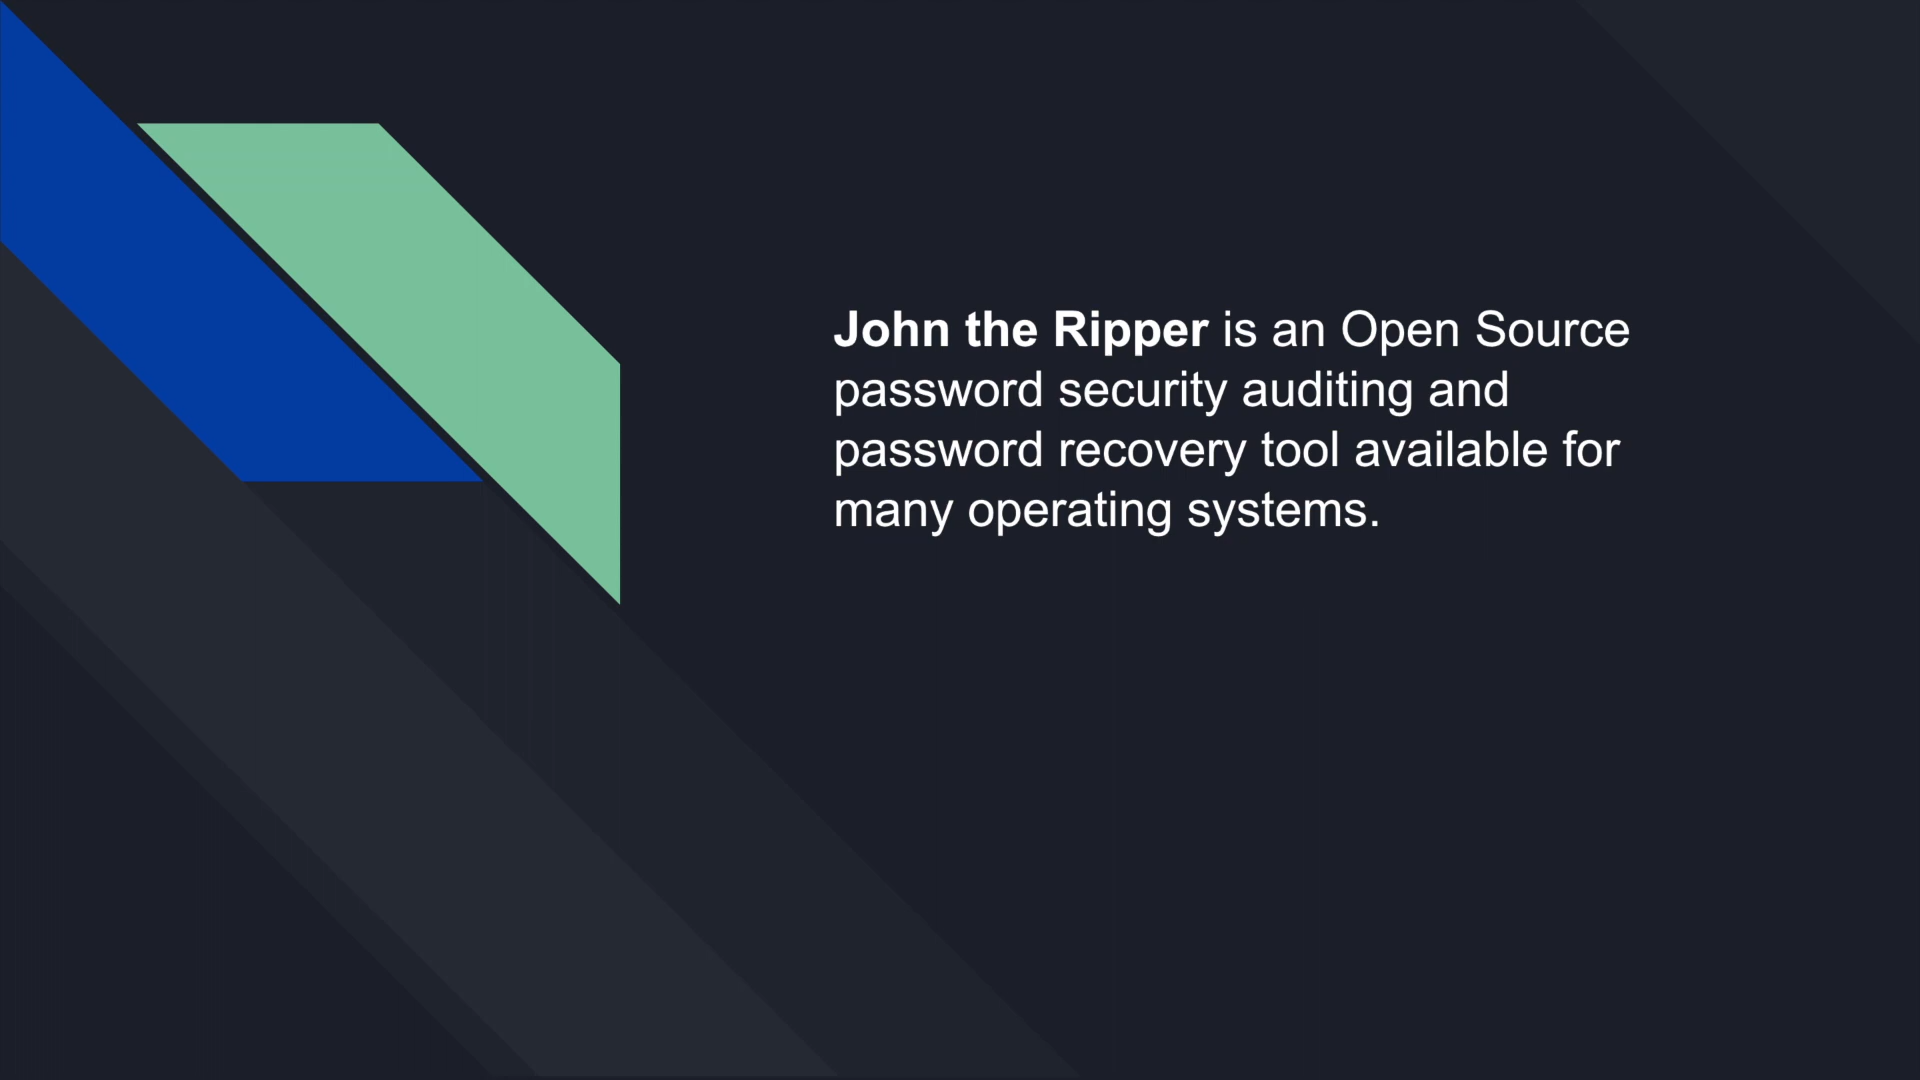 John the Ripper is an Open Source
password security auditing and
password recovery tool available for
many operating systems.